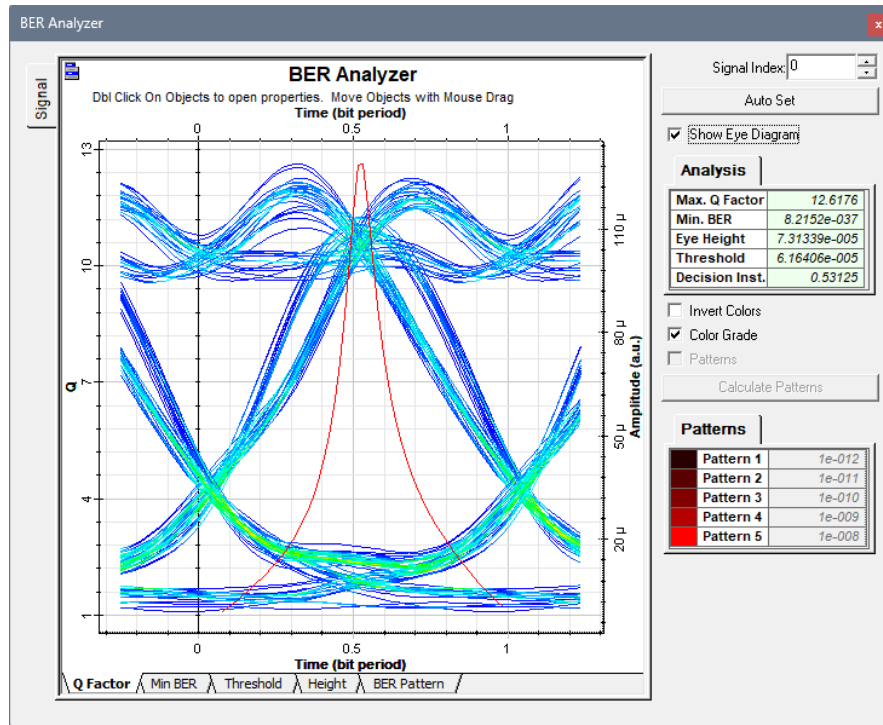 BER Analyzer
x
Signal
BER Analyzer
Dbl Click On Objects to open properties. Move Objects with Mouse Drag
Time (bit period)
0 0.5 1
13
10
7
4
1
Q
110 µ
80 µ
50 µ
20 µ
Amplitude (a.u.)
0 0.5 1
Time (bit period)
Q Factor Min BER Threshold Height BER Pattern
Signal Index: 0
Auto Set
Show Eye Diagram
Analysis
Max. Q Factor 12.6176
Min. BER 8.2152e-037
Eye Height 7.31339e-005
Threshold 6.16406e-005
Decision Inst. 0.53125
Invert Colors
Color Grade
Patterns
Calculate Patterns
Patterns
Pattern 1 1e-012
Pattern 2 1e-011
Pattern 3 1e-010
Pattern 4 1e-009
Pattern 5 1e-008